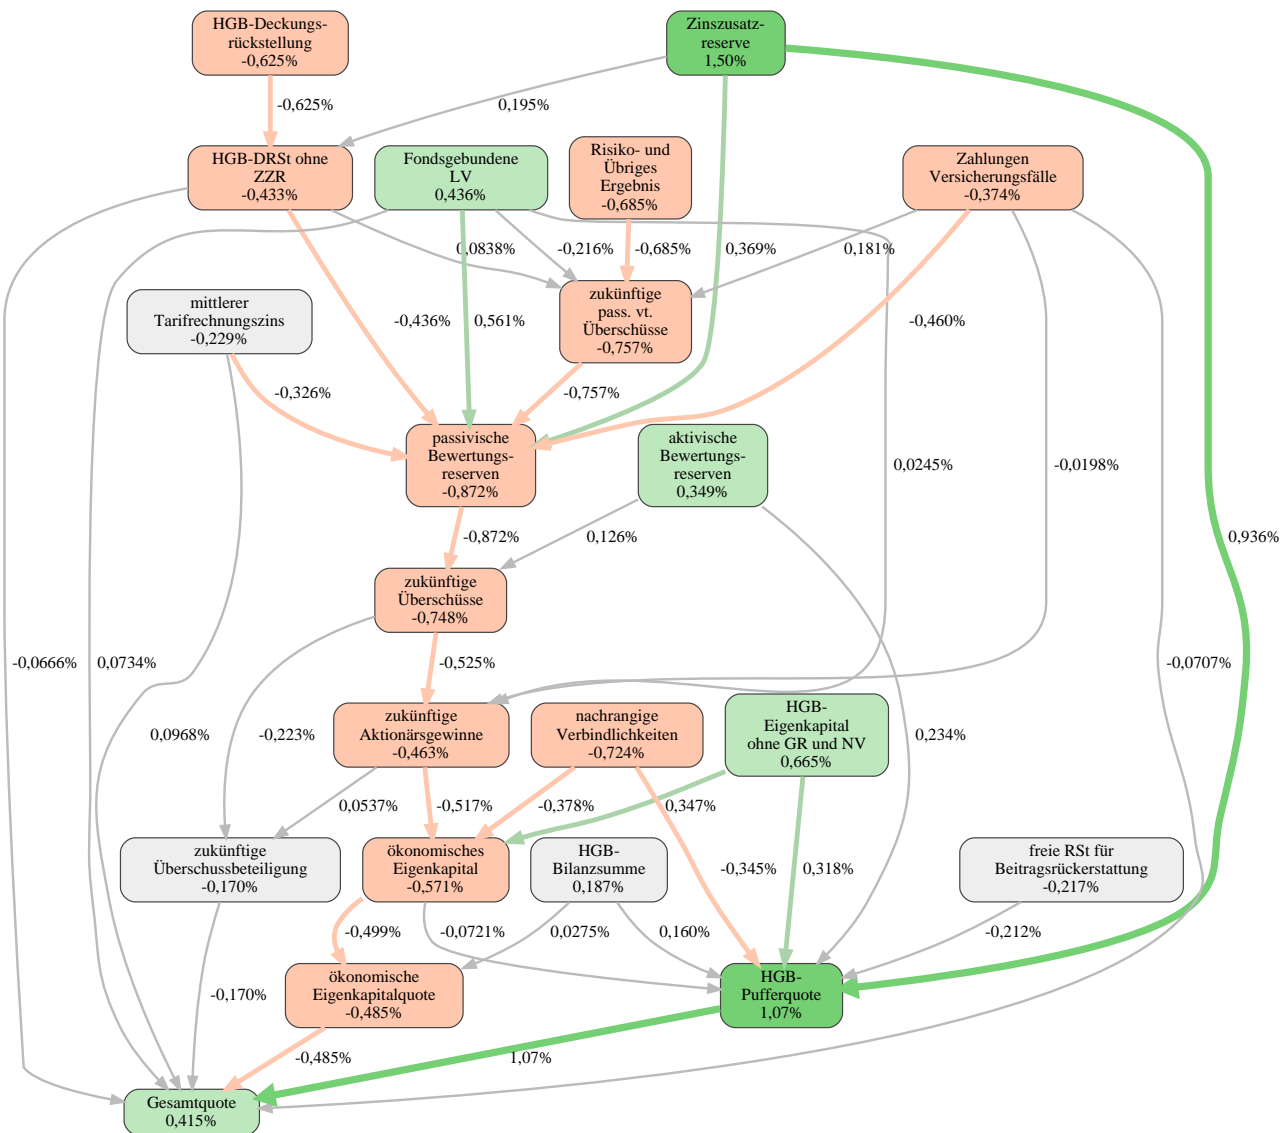 HGB-Deckungs-
rückstellung
-0,625%
Zinszusatz-
reserve
1,50%
-0,625%
0,195%
HGB-DRSt ohne
ZZR
-0,433%
Fondsgebundene
LV
0,436%
Risiko- und
Übriges
Ergebnis
-0,685%
Zahlungen
Versicherungsfälle
-0,374%
0,0838%
-0,216%
-0,685%
0,369%
0,181%
mittlerer
Tarifrechnungszins
-0,229%
zukünftige
pass. vt.
Überschüsse
-0,757%
-0,436%
0,561%
-0,460%
-0,326%
-0,757%
passivische
Bewertungs-
reserven
-0,872%
aktivische
Bewertungs-
reserven
0,349%
0,0245%
-0,0198%
-0,872%
0,126%
0,936%
zukünftige
Überschüsse
-0,748%
-0,0666%
0,0734%
-0,525%
-0,0707%
zukünftige
Aktionärsgewinne
-0,463%
nachrangige
Verbindlichkeiten
-0,724%
HGB-
Eigenkapital
ohne GR und NV
0,665%
0,0968%
-0,223%
0,234%
0,0537%
-0,517%
-0,378%
0,347%
zukünftige
Überschussbeteiligung
-0,170%
ökonomisches
Eigenkapital
-0,571%
HGB-
Bilanzsumme
0,187%
-0,345%
0,318%
freie RSt für
Beitragsrückerstattung
-0,217%
-0,499%
-0,0721%
0,0275%
0,160%
-0,212%
-0,170%
ökonomische
Eigenkapitalquote
-0,485%
HGB-
Pufferquote
1,07%
-0,485%
1,07%
Gesamtquote
0,415%